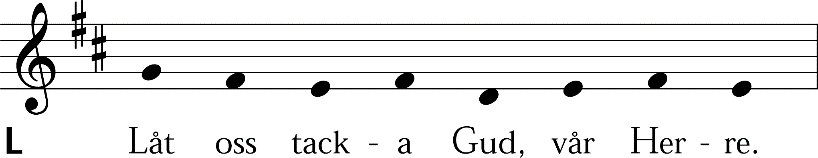 L Låt oss tack - a Gud, vår Her - re.